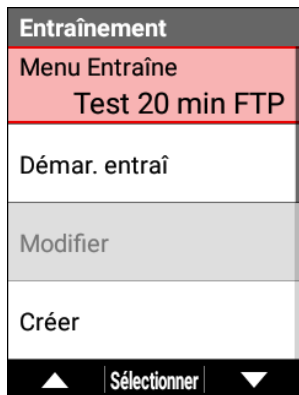 Entraînement
Menu Entraîne
Test 20 min FTP
Démar. entraî
Modifier
Créer
Sélectionner